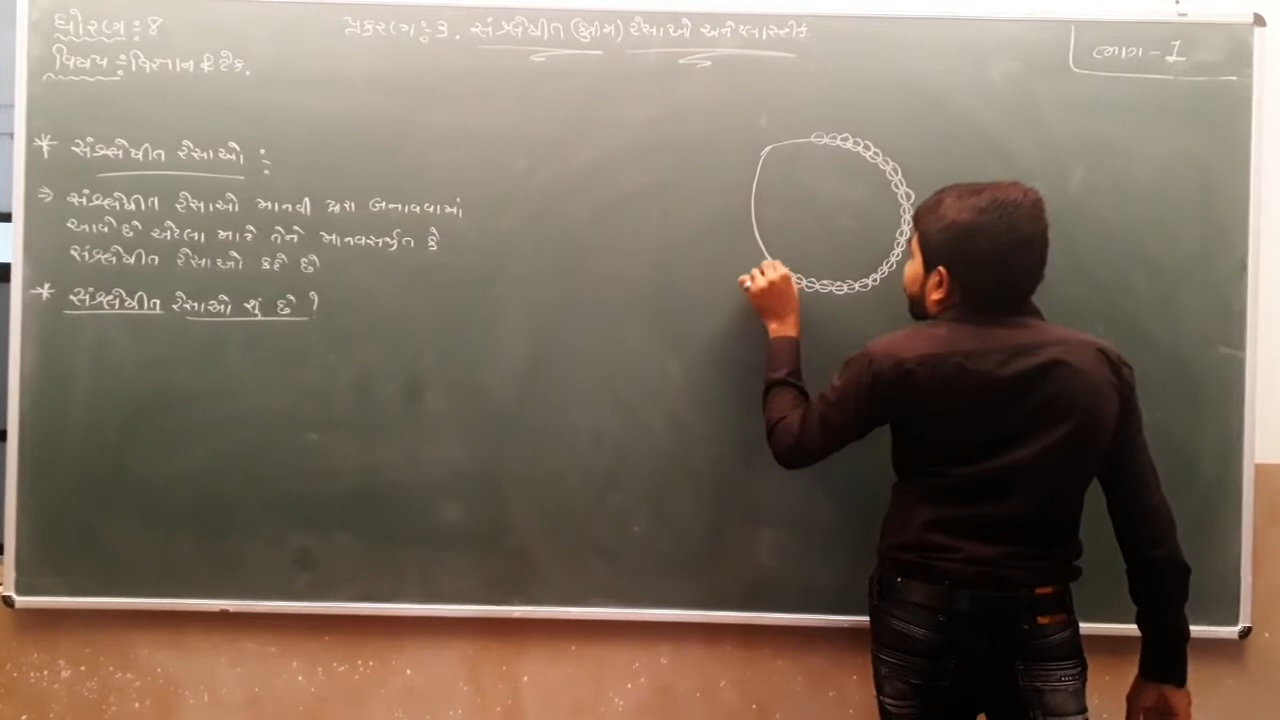 ધોરણ : 8
પ્રકરણ : 3. સંશ્લેષીત (કૃત્રીમ) રેસાઓ અને પ્લાસ્ટીક
ભાગ - 1
વિષય : વિજ્ઞાન & ટેક.
* સંશ્લેષીત રેસાઓ :
⇒ સંશ્લેષીત રેસાઓ માનવી દ્વારા બનાવવામાં
આવે છે એટલા માટે તેને માનવસર્જીત કે
સંશ્લેષીત રેસાઓ કહે છે
* સંશ્લેષીત રેસાઓ શું છે ?